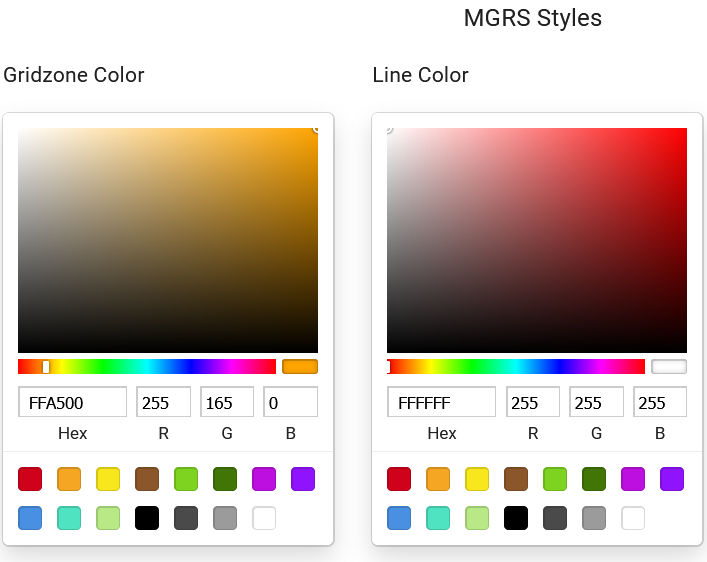 MGRS Styles
Gridzone Color
Line Color
FFA500 255 165 0
Hex R G B
FFFFFF 255 255 255
Hex R G B